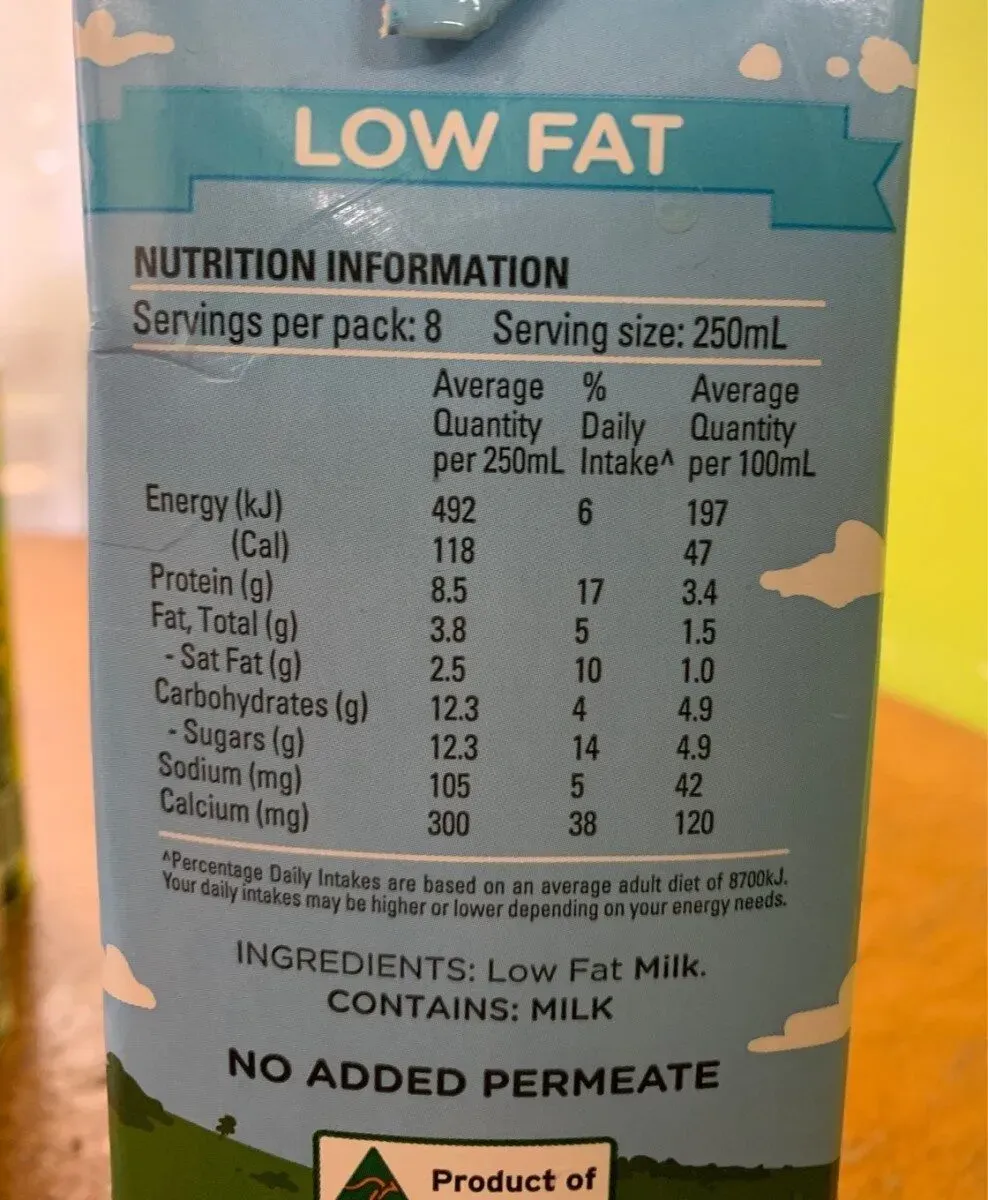 LOW FAT
NUTRITION INFORMATION
Servings per pack: 8 Serving size: 250mL
Average % Average
Quantity Daily Quantity
per 250mL Intake^ per 100mL
Energy (kJ) 492 6 197
(Cal) 118 47
Protein (g) 8.5 17 3.4
Fat, Total (g) 3.8 5 1.5
- Sat Fat (g) 2.5 10 1.0
Carbohydrates (g) 12.3 4 4.9
- Sugars (g) 12.3 14 4.9
Sodium (mg) 105 5 42
Calcium (mg) 300 38 120
^Percentage Daily Intakes are based on an average adult diet of 8700kJ.
Your daily intakes may be higher or lower depending on your energy needs.
INGREDIENTS: Low Fat Milk.
CONTAINS: MILK
NO ADDED PERMEATE
Product of